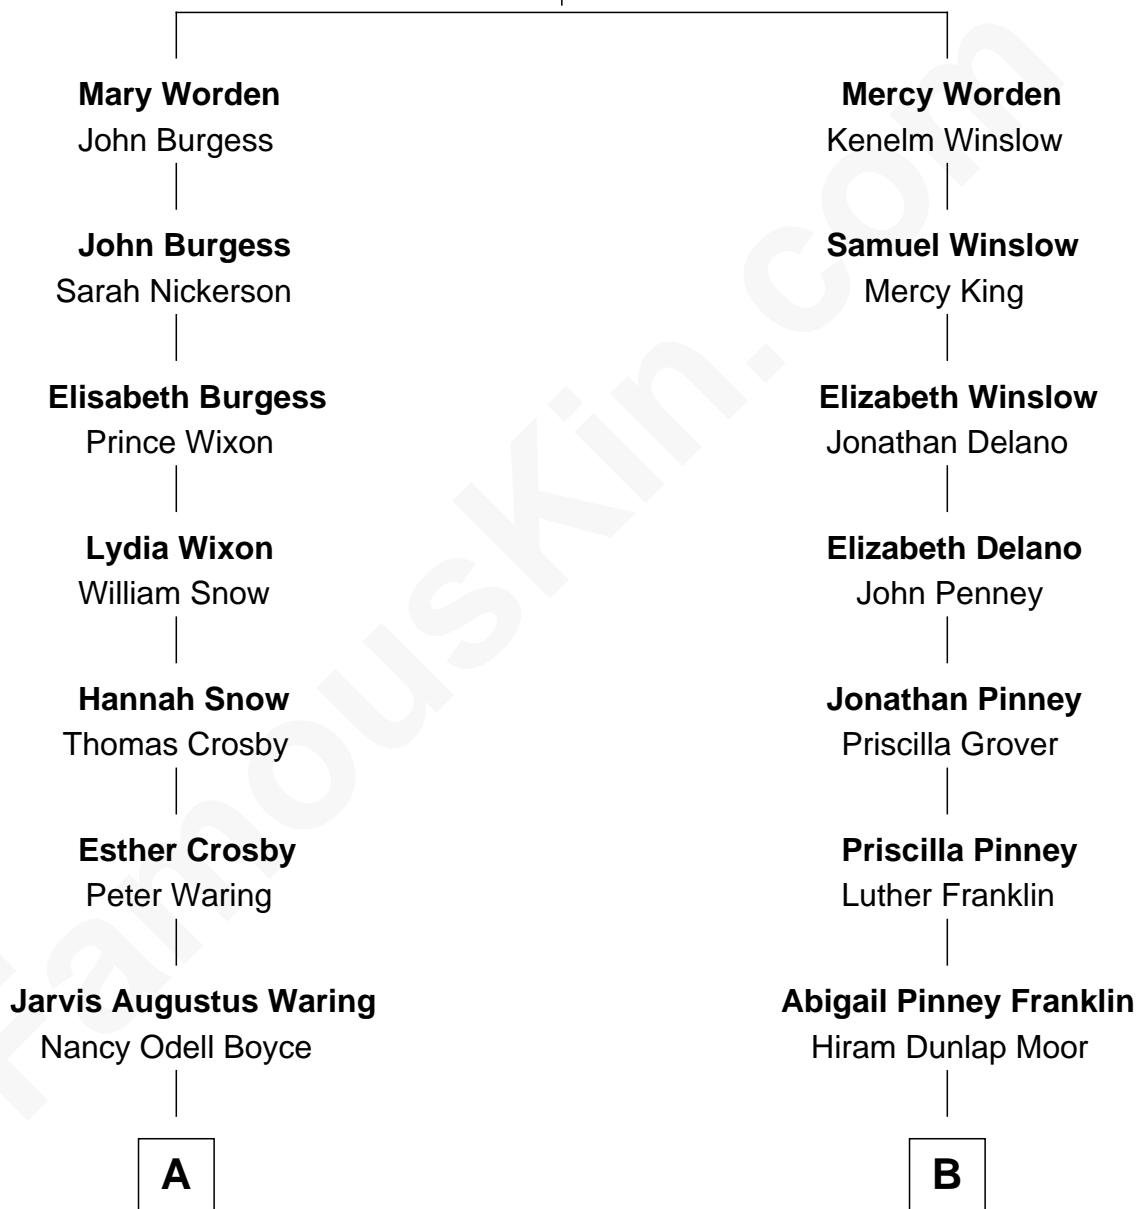 Mary Worden
John Burgess
Mercy Worden
Kenelm Winslow
John Burgess
Sarah Nickerson
Samuel Winslow
Mercy King
Elisabeth Burgess
Prince Wixon
Elizabeth Winslow
Jonathan Delano
Lydia Wixon
William Snow
Elizabeth Delano
John Penney
Hannah Snow
Thomas Crosby
Jonathan Pinney
Priscilla Grover
Esther Crosby
Peter Waring
Priscilla Pinney
Luther Franklin
Jarvis Augustus Waring
Nancy Odell Boyce
Abigail Pinney Franklin
Hiram Dunlap Moor
A
B
FamousKin.com